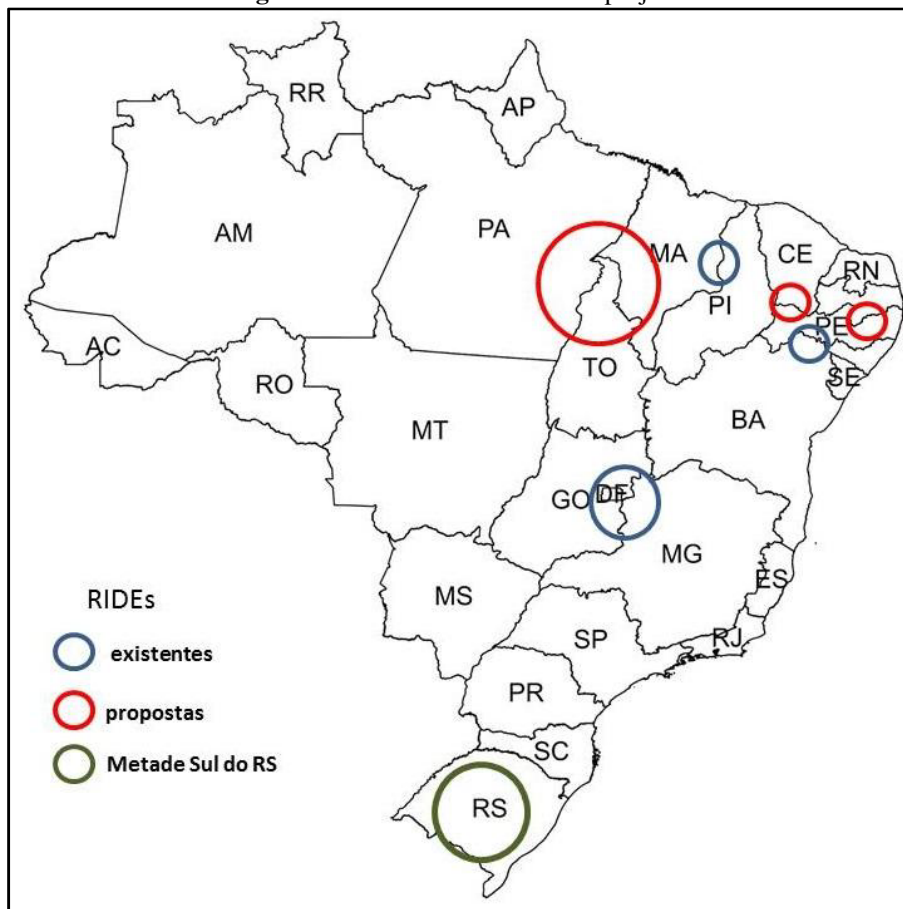 RR
AP
AM
PA
MA
CE
RN
PI
PE
AC
TO
SE
RO
BA
MT
GO
DF
MG
MS
ES
SP
RJ
PR
SC
RS
RIDEs
existentes
propostas
Metade Sul do RS